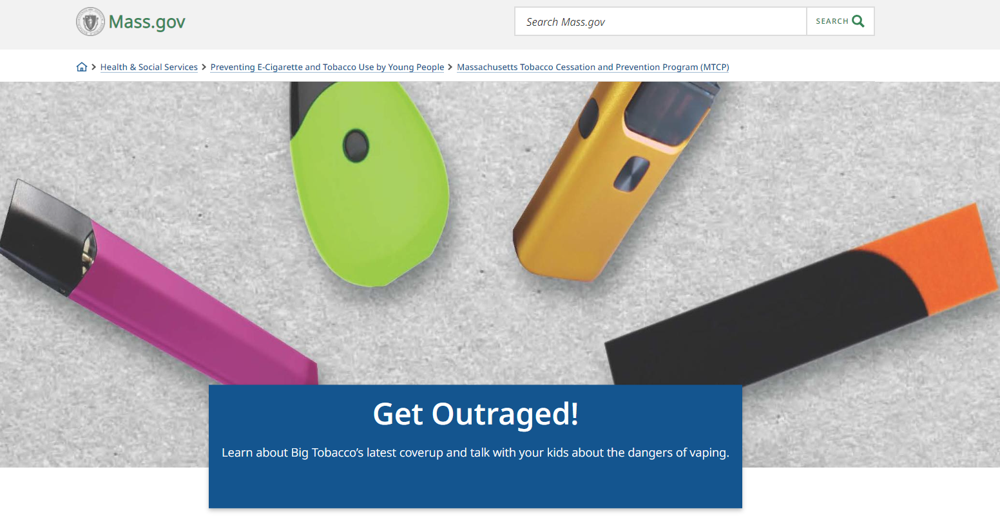 Mass.gov
Search Mass.gov
SEARCH
Health & Social Services
Preventing E-Cigarette and Tobacco Use by Young People
Massachusetts Tobacco Cessation and Prevention Program (MTCP)
Get Outraged!
Learn about Big Tobacco’s latest coverup and talk with your kids about the dangers of vaping.